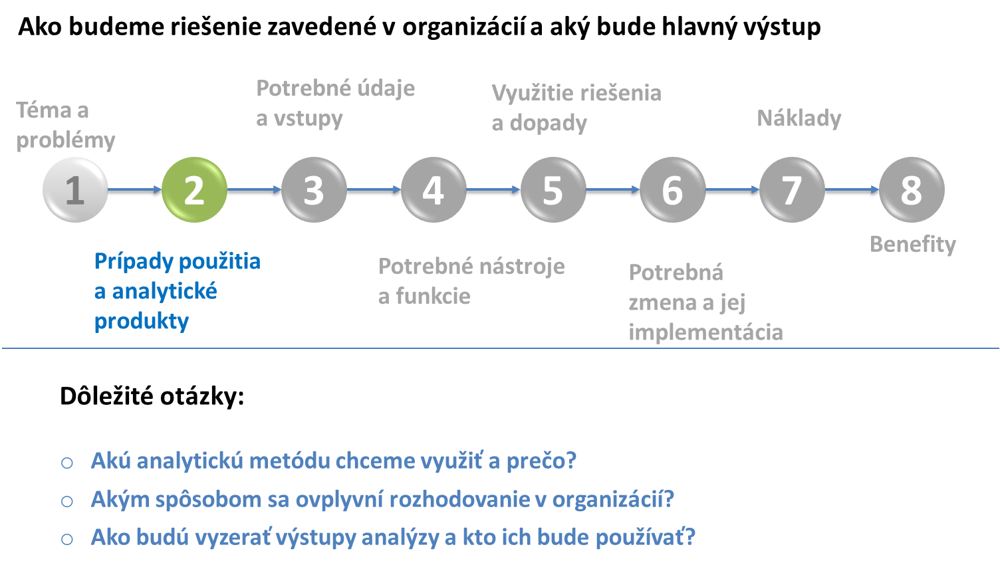 Ako budeme riešenie zavedené v organizácií a aký bude hlavný výstup
Téma a
problémy
Potrebné údaje
a vstupy
Využitie riešenia
a dopady
Náklady
1
2
3
4
5
6
7
8
Prípady použitia
a analytické
produkty
Potrebné nástroje
a funkcie
Potrebná
zmena a jej
implementácia
Benefity
Dôležité otázky:
o Akú analytickú metódu chceme využiť a prečo?
o Akým spôsobom sa ovplyvní rozhodovanie v organizácií?
o Ako budú vyzerať výstupy analýzy a kto ich bude používať?